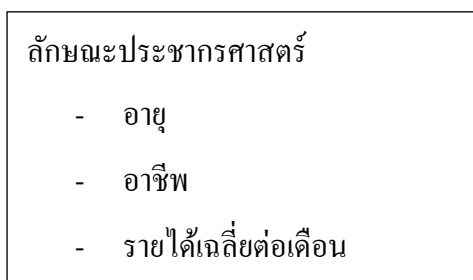 ลักษณะประชากรศาสตร์
- อายุ
- อาชีพ
- รายได้เฉลี่ยต่อเดือน